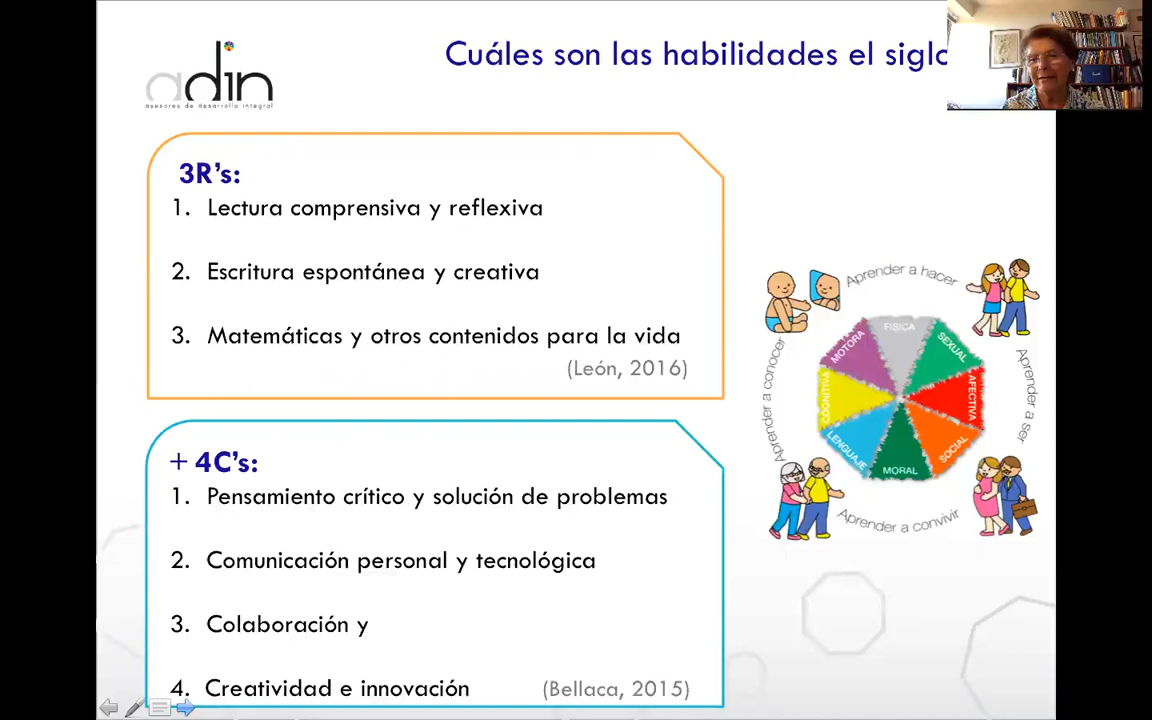 adin
asesores de desarrollo integral
Cuáles son las habilidades el siglo
3R’s:
1. Lectura comprensiva y reflexiva
2. Escritura espontánea y creativa
3. Matemáticas y otros contenidos para la vida
(León, 2016)
+ 4C’s:
1. Pensamiento crítico y solución de problemas
2. Comunicación personal y tecnológica
3. Colaboración y
4. Creatividad e innovación
(Bellaca, 2015)
Aprender a hacer
Aprender a ser
Aprender a convivir
Aprender a conocer
FISICA
SEXUAL
AFECTIVA
SOCIAL
MORAL
LENGUAJE
COGNITIVA
MOTORA